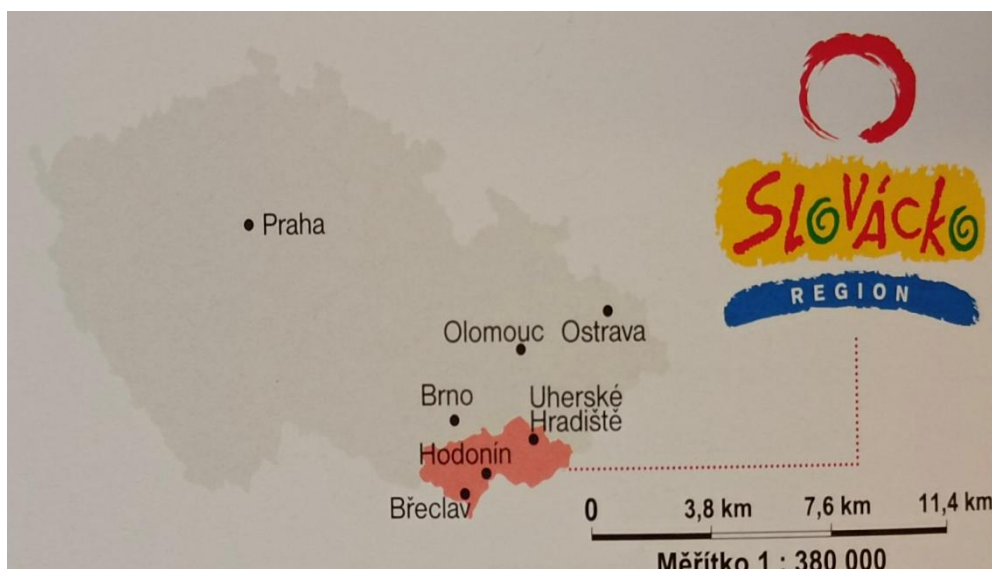 SLOVÁCKO
REGION
Praha
Olomouc
Ostrava
Brno
Uherské
Hradiště
Hodonín
Břeclav
0 3,8 km 7,6 km 11,4 km
Měřítko 1 : 380 000